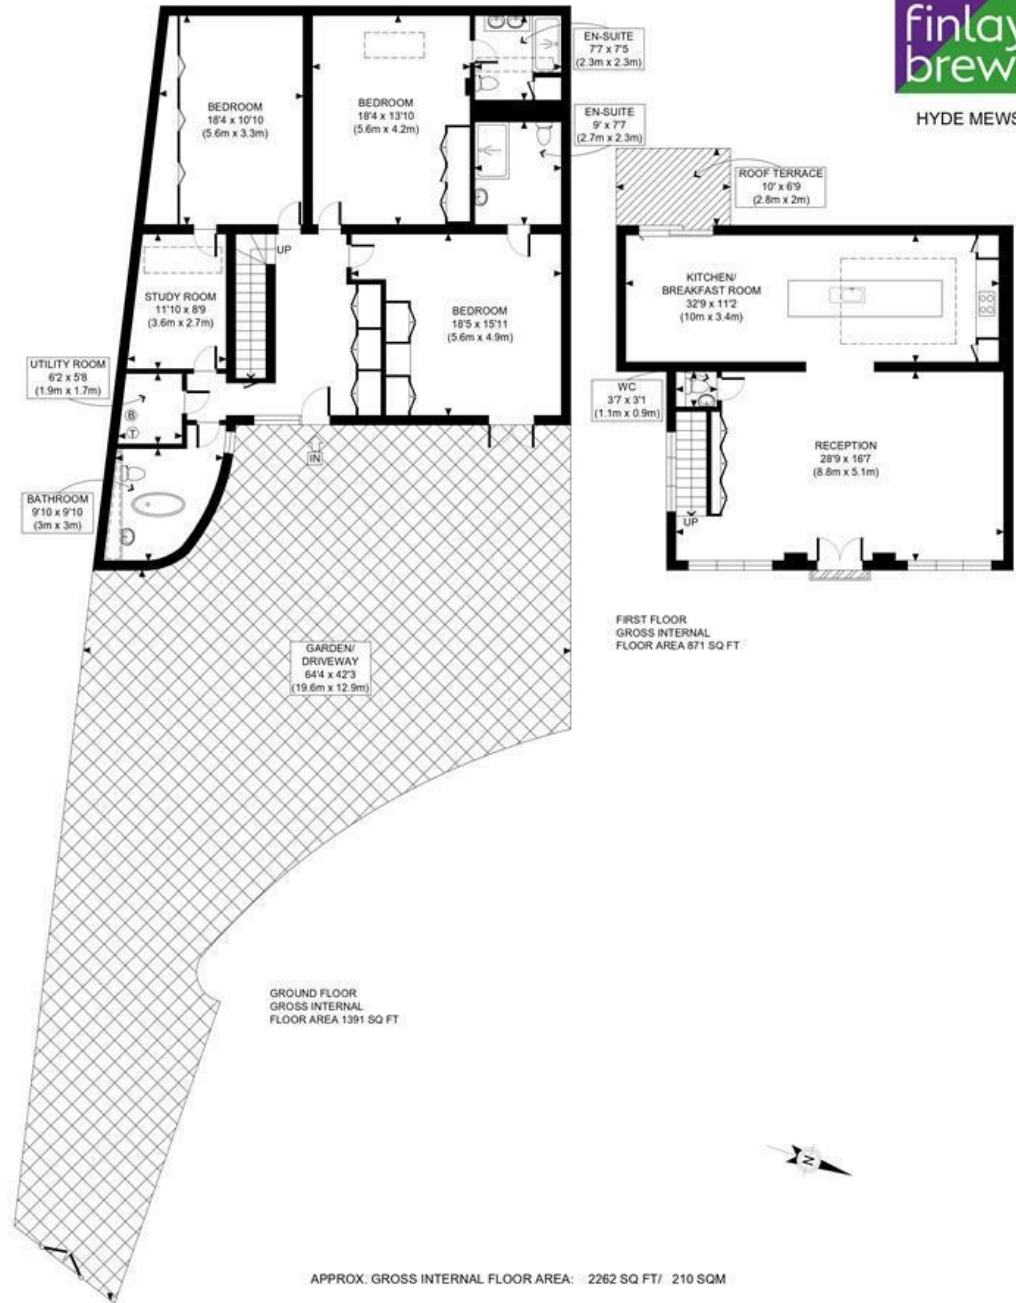 finlay
brew
HYDE MEWS
EN-SUITE
7'7 x 7'5
(2.3m x 2.3m)
BEDROOM
18'4 x 10'10
(5.6m x 3.3m)
BEDROOM
18'4 x 13'10
(5.6m x 4.2m)
EN-SUITE
9' x 7'7
(2.7m x 2.3m)
ROOF TERRACE
10' x 6'9
(2.8m x 2m)
UP
STUDY ROOM
11'10 x 8'9
(3.6m x 2.7m)
BEDROOM
18'5 x 15'11
(5.6m x 4.9m)
KITCHEN/
BREAKFAST ROOM
32'9 x 11'2
(10m x 3.4m)
UTILITY ROOM
6'2 x 5'8
(1.9m x 1.7m)
B
T
WC
3'7 x 3'1
(1.1m x 0.9m)
RECEPTION
28'9 x 16'7
(8.8m x 5.1m)
IN
UP
BATHROOM
9'10 x 9'10
(3m x 3m)
FIRST FLOOR
GROSS INTERNAL
FLOOR AREA 871 SQ FT
GARDEN/
DRIVEWAY
64'4 x 42'3
(19.6m x 12.9m)
GROUND FLOOR
GROSS INTERNAL
FLOOR AREA 1391 SQ FT
N
APPROX. GROSS INTERNAL FLOOR AREA: 2262 SQ FT/ 210 SQM